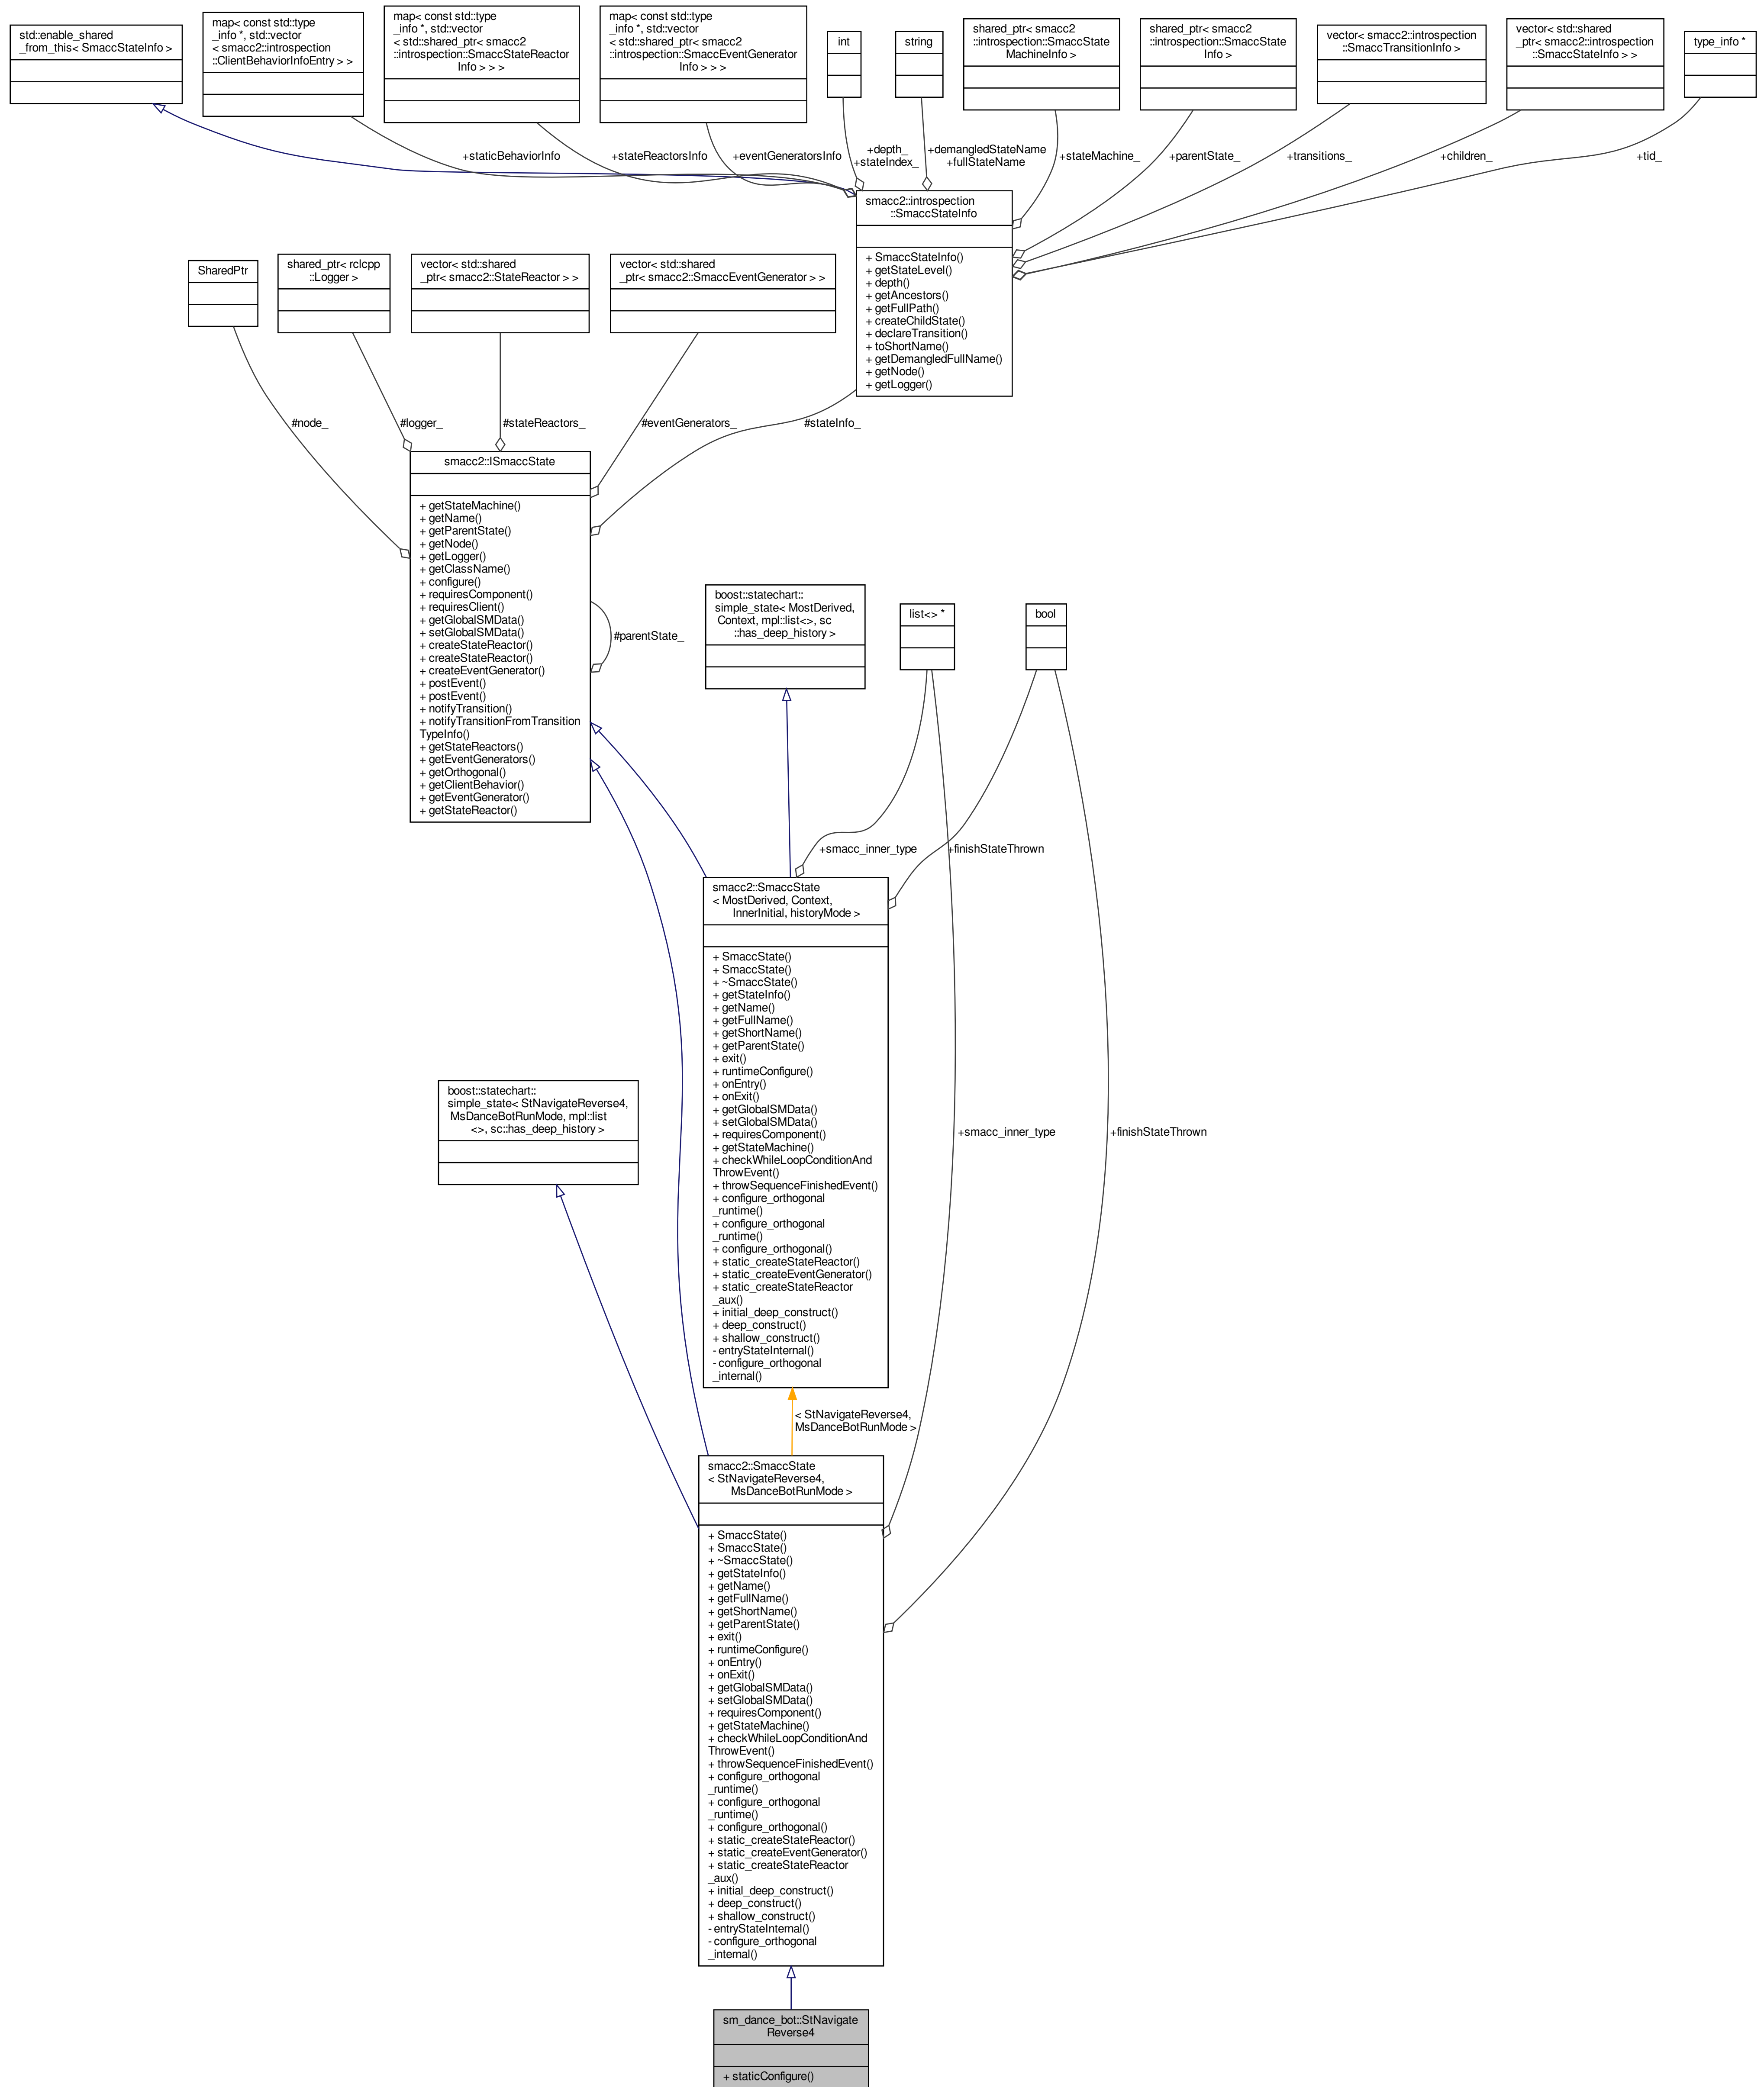 std::enable_shared
_from_this< SmaccStateInfo >
map< const std::type
_info *, std::vector
< smacc2::introspection
::ClientBehaviorInfoEntry > >
map< const std::type
_info *, std::vector
< std::shared_ptr< smacc2
::introspection::SmaccStateReactor
Info > > >
map< const std::type
_info *, std::vector
< std::shared_ptr< smacc2
::introspection::SmaccEventGenerator
Info > > >
int
string
shared_ptr< smacc2
::introspection::SmaccState
MachineInfo >
shared_ptr< smacc2
::introspection::SmaccState
Info >
vector< smacc2::introspection
::SmaccTransitionInfo >
vector< std::shared
_ptr< smacc2::introspection
::SmaccStateInfo > >
type_info *
+staticBehaviorInfo
+stateReactorsInfo
+eventGeneratorsInfo
+depth_
+stateIndex_
+demangledStateName
+fullStateName
+stateMachine_
+parentState_
+transitions_
+children_
+tid_
smacc2::introspection
::SmaccStateInfo
+ SmaccStateInfo()
+ getStateLevel()
+ depth()
+ getAncestors()
+ getFullPath()
+ createChildState()
+ declareTransition()
+ toShortName()
+ getDemangledFullName()
+ getNode()
+ getLogger()
SharedPtr
shared_ptr< rclcpp
::Logger >
vector< std::shared
_ptr< smacc2::StateReactor > >
vector< std::shared
_ptr< smacc2::SmaccEventGenerator > >
#node_
#logger_
#stateReactors_
#eventGenerators_
#stateInfo_
smacc2::ISmaccState
+ getStateMachine()
+ getName()
+ getParentState()
+ getNode()
+ getLogger()
+ getClassName()
+ configure()
+ requiresComponent()
+ requiresClient()
+ getGlobalSMData()
+ setGlobalSMData()
+ createStateReactor()
+ createStateReactor()
+ createEventGenerator()
+ postEvent()
+ postEvent()
+ notifyTransition()
+ notifyTransitionFromTransition
TypeInfo()
+ getStateReactors()
+ getEventGenerators()
+ getOrthogonal()
+ getClientBehavior()
+ getEventGenerator()
+ getStateReactor()
#parentState_
boost::statechart::
simple_state< MostDerived,
Context, mpl::list<>, sc
::has_deep_history >
list<> *
bool
+smacc_inner_type
+finishStateThrown
smacc2::SmaccState
< MostDerived, Context,
InnerInitial, historyMode >
+ SmaccState()
+ SmaccState()
+ ~SmaccState()
+ getStateInfo()
+ getName()
+ getFullName()
+ getShortName()
+ getParentState()
+ exit()
+ runtimeConfigure()
+ onEntry()
+ onExit()
+ getGlobalSMData()
+ setGlobalSMData()
+ requiresComponent()
+ getStateMachine()
+ checkWhileLoopConditionAnd
ThrowEvent()
+ throwSequenceFinishedEvent()
+ configure_orthogonal
_runtime()
+ configure_orthogonal
_runtime()
+ configure_orthogonal()
+ static_createStateReactor()
+ static_createEventGenerator()
+ static_createStateReactor
_aux()
+ initial_deep_construct()
+ deep_construct()
+ shallow_construct()
- entryStateInternal()
- configure_orthogonal
_internal()
boost::statechart::
simple_state< StNavigateReverse4,
MsDanceBotRunMode, mpl::list
<>, sc::has_deep_history >
+smacc_inner_type
+finishStateThrown
< StNavigateReverse4,
MsDanceBotRunMode >
smacc2::SmaccState
< StNavigateReverse4,
MsDanceBotRunMode >
+ SmaccState()
+ SmaccState()
+ ~SmaccState()
+ getStateInfo()
+ getName()
+ getFullName()
+ getShortName()
+ getParentState()
+ exit()
+ runtimeConfigure()
+ onEntry()
+ onExit()
+ getGlobalSMData()
+ setGlobalSMData()
+ requiresComponent()
+ getStateMachine()
+ checkWhileLoopConditionAnd
ThrowEvent()
+ throwSequenceFinishedEvent()
+ configure_orthogonal
_runtime()
+ configure_orthogonal
_runtime()
+ configure_orthogonal()
+ static_createStateReactor()
+ static_createEventGenerator()
+ static_createStateReactor
_aux()
+ initial_deep_construct()
+ deep_construct()
+ shallow_construct()
- entryStateInternal()
- configure_orthogonal
_internal()
sm_dance_bot::StNavigate
Reverse4
+ staticConfigure()